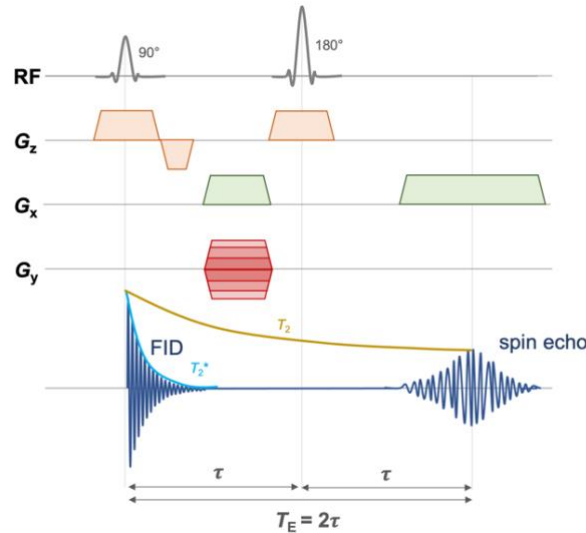 90°
180°
RF
Gz
Gx
Gy
T2
FID
T2*
spin echo
τ
τ
TE = 2τ